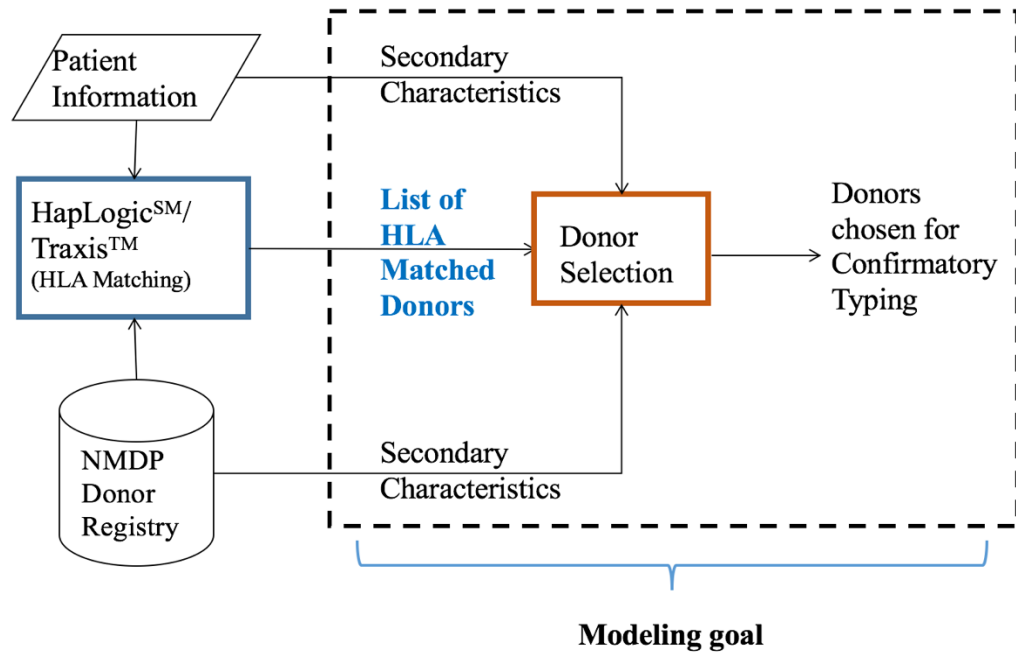 Patient
Information
Secondary
Characteristics
HapLogicSM/
TraxisTM
(HLA Matching)
List of
HLA
Matched
Donors
Donor
Selection
Donors
chosen for
Confirmatory
Typing
NMDP
Donor
Registry
Secondary
Characteristics
Modeling goal